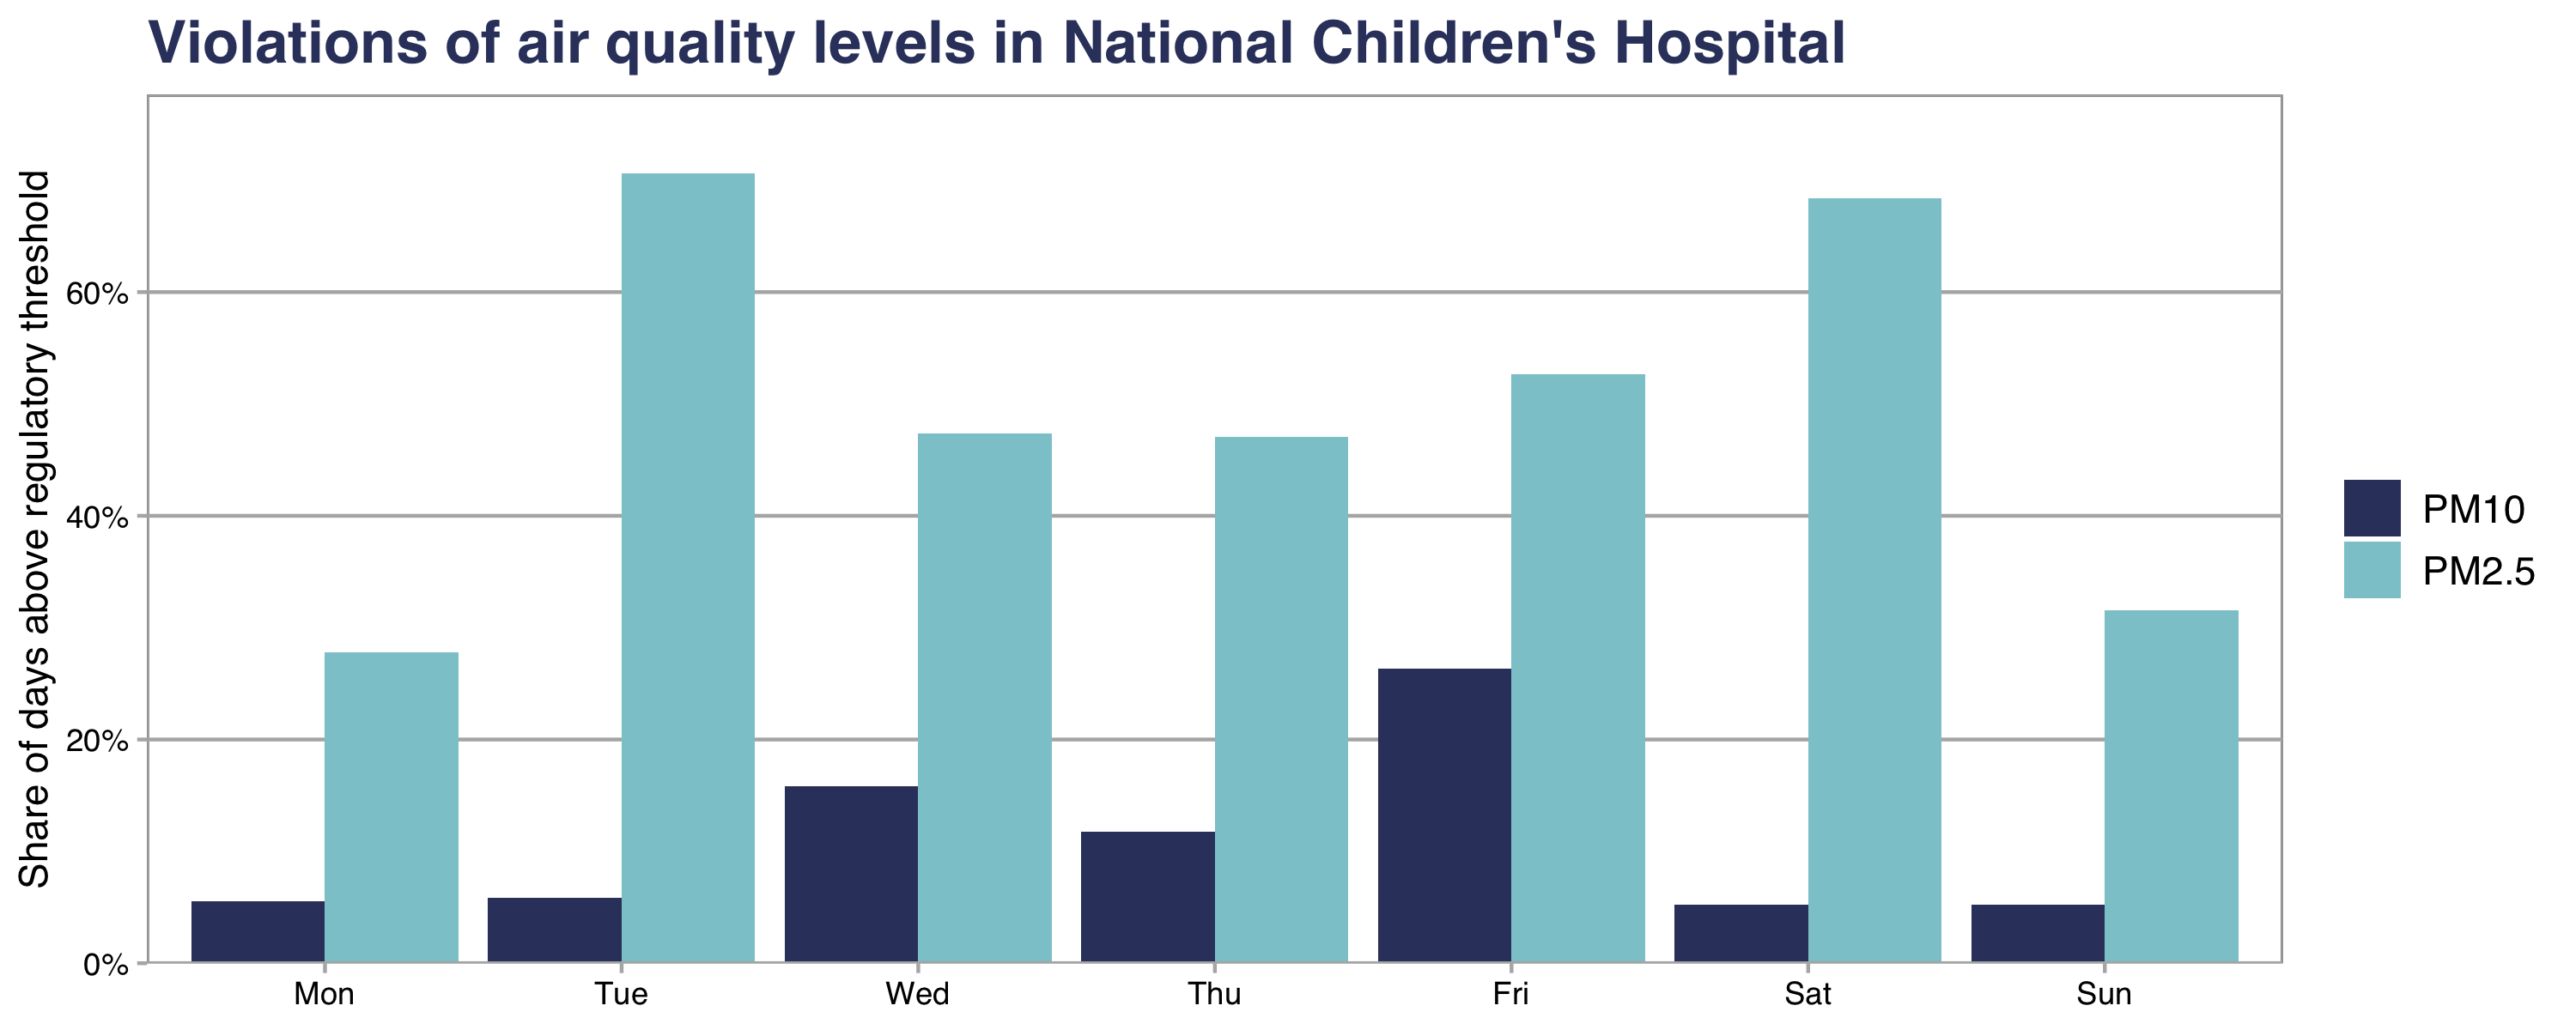 Violations of air quality levels in National Children's Hospital
Share of days above regulatory threshold
60%
40%
20%
0%
Mon Tue Wed Thu Fri Sat Sun
PM10
PM2.5